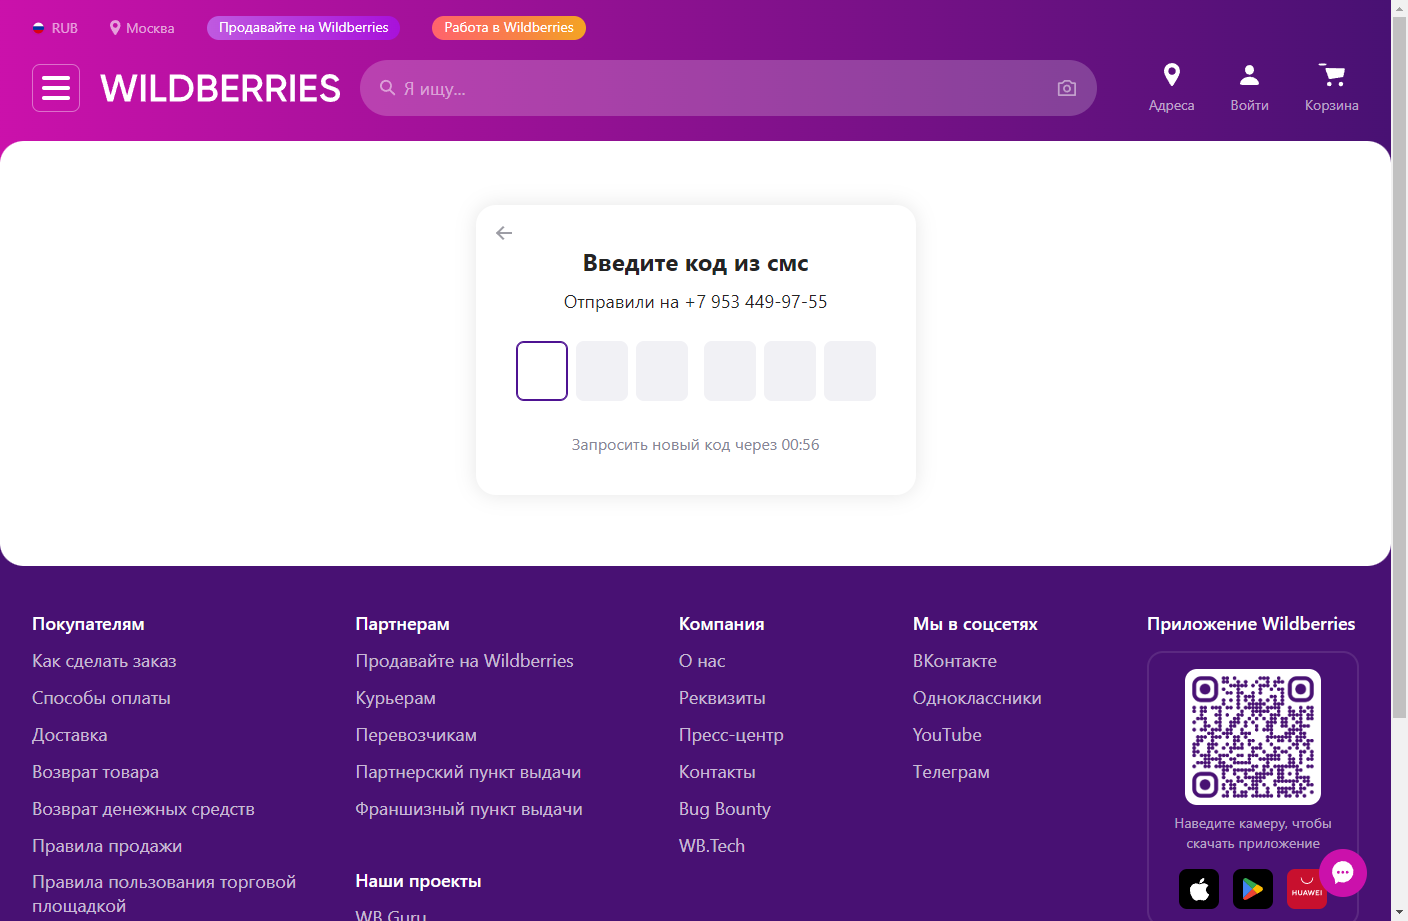 RUB
Москва
Продавайте на Wildberries
Работа в Wildberries
WILDBERRIES
Я ищу...
Адреса
Войти
Корзина
Введите код из смс
Отправили на +7 953 449-97-55
Запросить новый код через 00:56
Покупателям
Как сделать заказ
Способы оплаты
Доставка
Возврат товара
Возврат денежных средств
Правила продажи
Правила пользования торговой
площадкой
Партнерам
Продавайте на Wildberries
Курьерам
Перевозчикам
Партнерский пункт выдачи
Франшизный пункт выдачи
Наши проекты
WB Guru
Компания
О нас
Реквизиты
Пресс-центр
Контакты
Bug Bounty
WB.Tech
Мы в соцсетях
ВКонтакте
Одноклассники
YouTube
Телеграм
Приложение Wildberries
Наведите камеру, чтобы
скачать приложение
HUAWEI